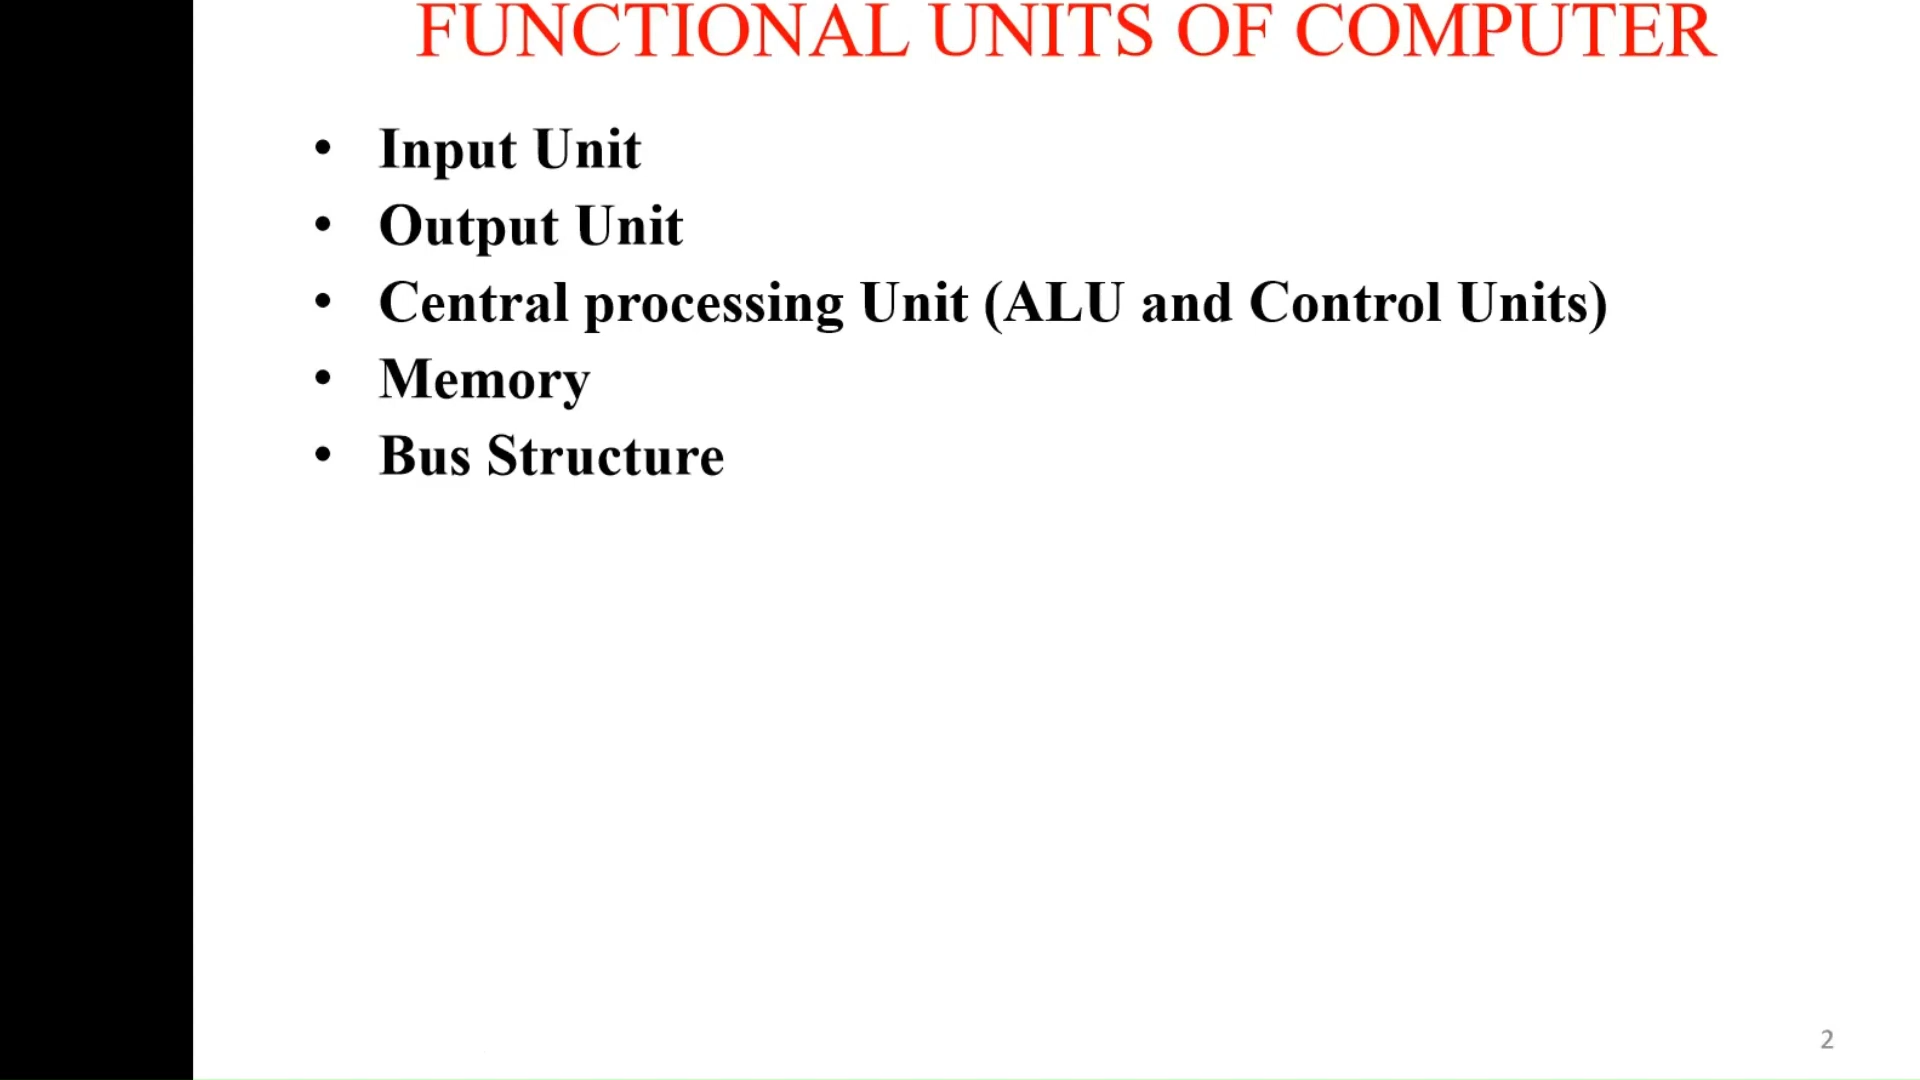 FUNCTIONAL UNITS OF COMPUTER
• Input Unit
• Output Unit
• Central processing Unit (ALU and Control Units)
• Memory
• Bus Structure
2